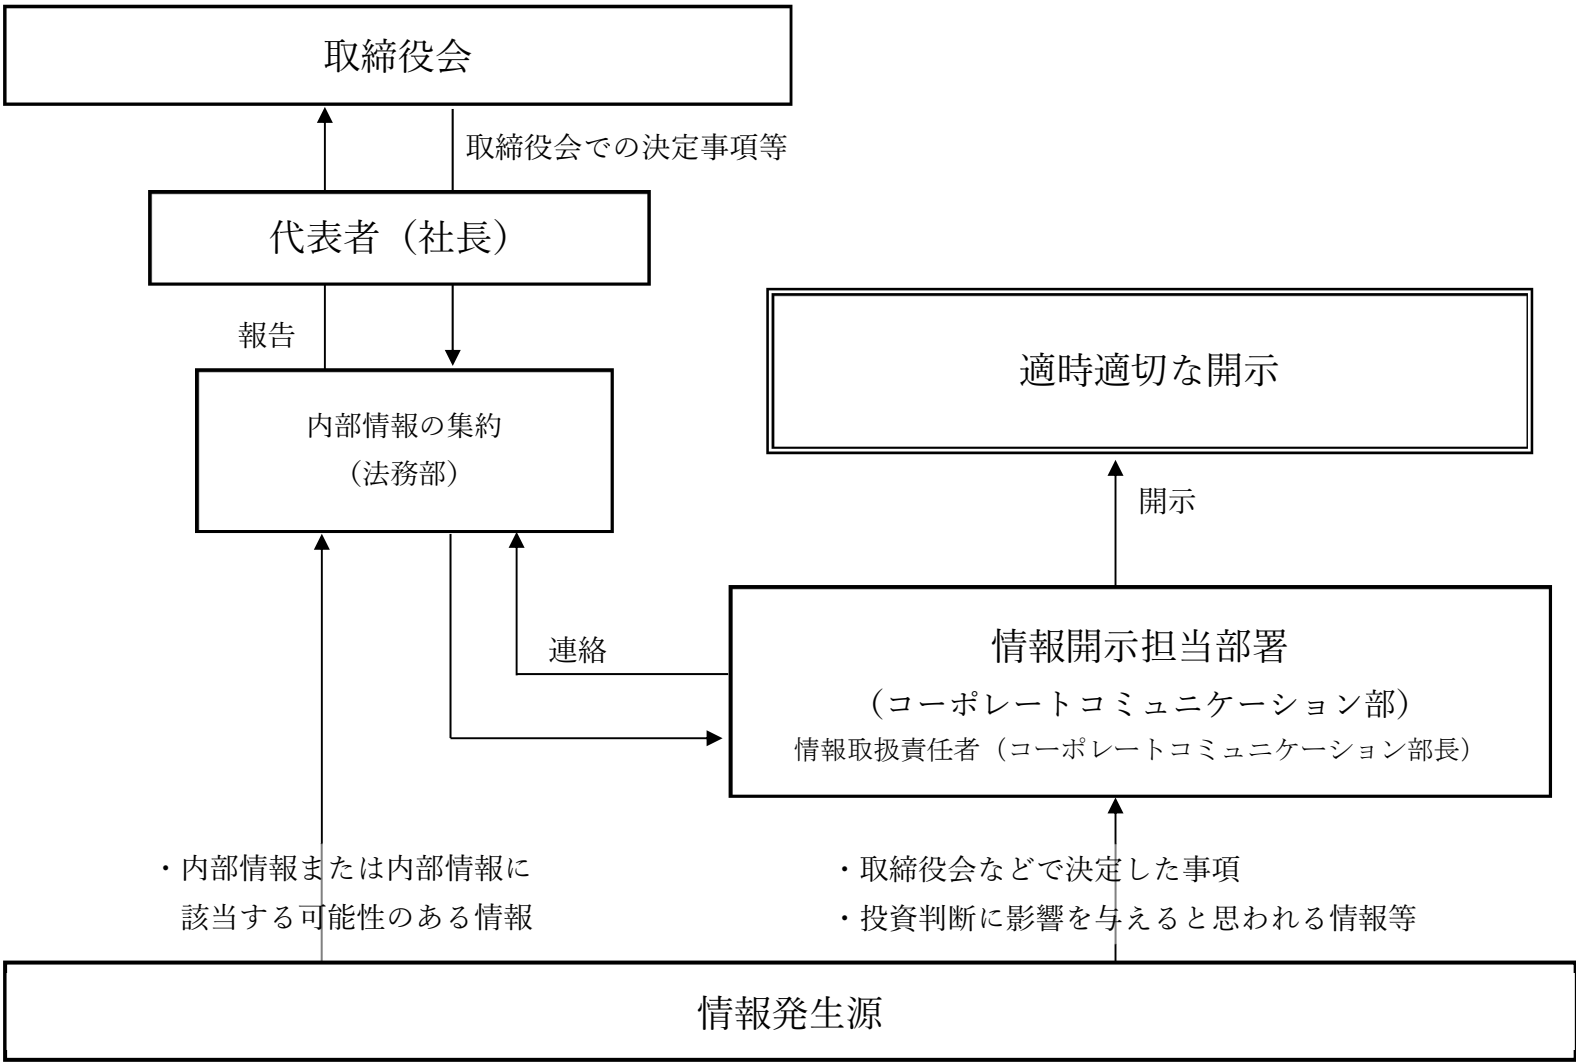 取締役会
取締役会での決定事項等
代表者（社長）
報告
内部情報の集約
（法務部）
適時適切な開示
開示
連絡
情報開示担当部署
（コーポレートコミュニケーション部）
情報取扱責任者（コーポレートコミュニケーション部長）
・内部情報または内部情報に
該当する可能性のある情報
・取締役会などで決定した事項
・投資判断に影響を与えると思われる情報等
情報発生源